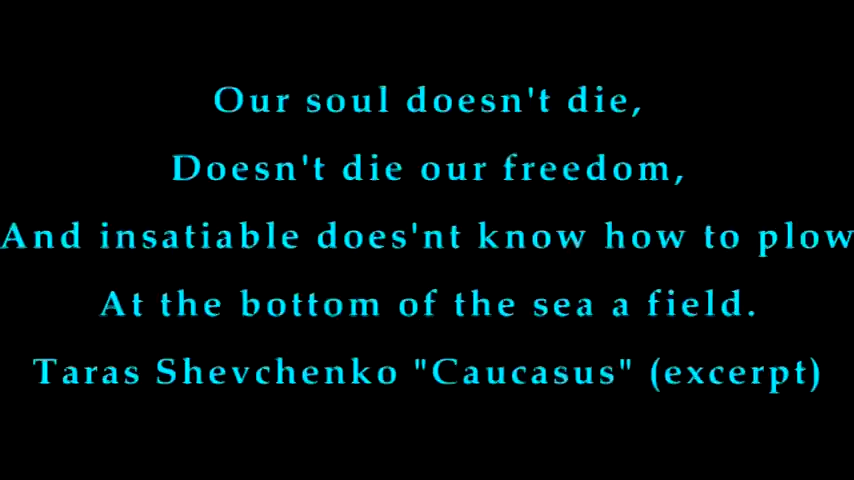 Our soul doesn't die,
Doesn't die our freedom,
And insatiable does'nt know how to plow
At the bottom of the sea a field.
Taras Shevchenko "Caucasus" (excerpt)